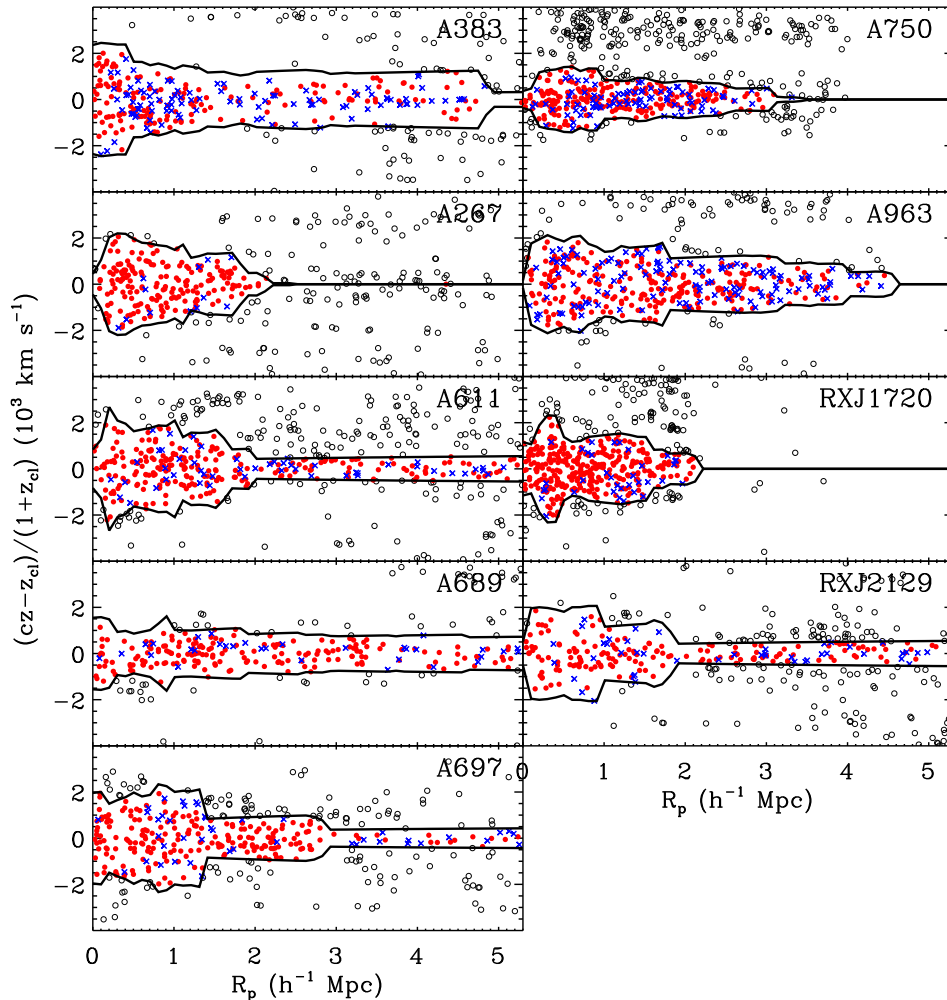 A383
A750
2
0
−2
A267
A963
2
0
−2
A611
RXJ1720
2
0
−2
A689
RXJ2129
2
0
−2
0 1 2 3 4 5
R_p (h⁻¹ Mpc)
A697
2
0
−2
0 1 2 3 4 5
R_p (h⁻¹ Mpc)
(cz−z_cl)/(1+z_cl) (10³ km s⁻¹)